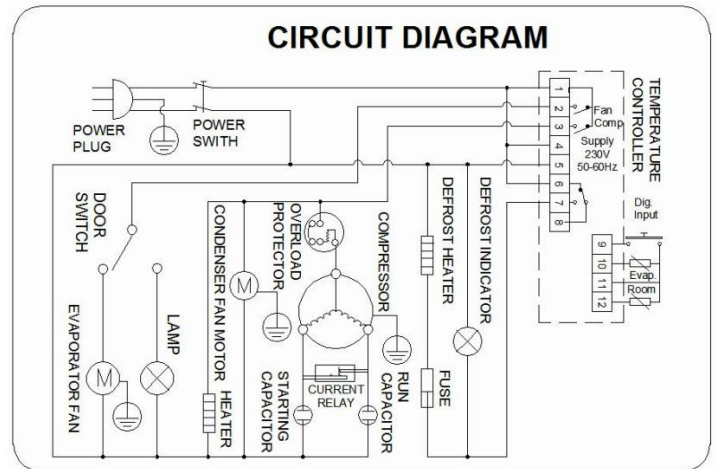 CIRCUIT DIAGRAM
POWER
PLUG
POWER
SWITH
TEMPERATURE
CONTROLLER
1
2
3
4
5
6
7
8
Fan
Comp
Supply
230V
50-60Hz
Dig.
Input
9
10
11
12
Evap.
Room
DOOR
SWITCH
EVAPORATOR FAN
M
LAMP
CONDENSER FAN MOTOR
M
HEATER
OVERLOAD
PROTECTOR
COMPRESSOR
STARTING
CAPACITOR
CURRENT
RELAY
RUN
CAPACITOR
DEFROST HEATER
FUSE
DEFROST INDICATOR